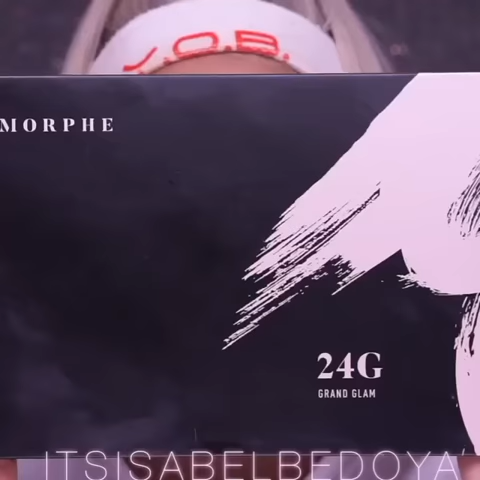 V.O.B.
MORPHE
24G
GRAND GLAM
ITSISABELBEDOYA